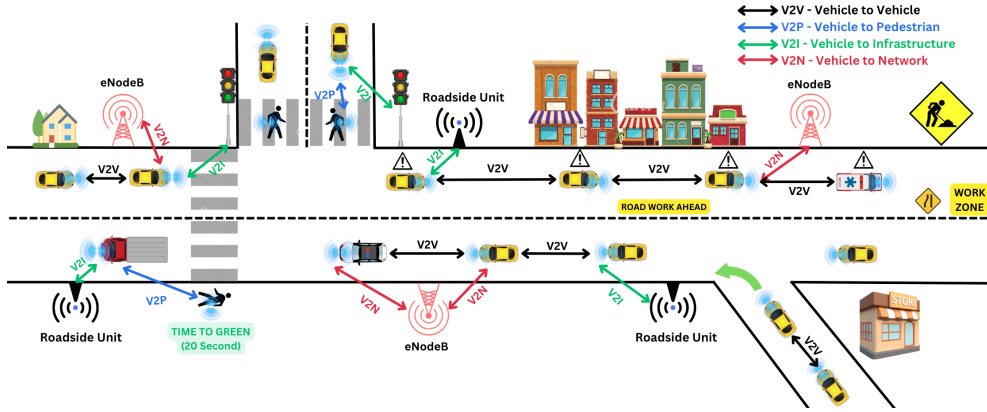 V2V - Vehicle to Vehicle
V2P - Vehicle to Pedestrian
V2I - Vehicle to Infrastructure
V2N - Vehicle to Network
eNodeB
V2N
V2V
V2I
V2P
V2I
Roadside Unit
V2I
V2V
V2V
eNodeB
V2N
V2V
ROAD WORK AHEAD
WORK
ZONE
V2I
V2P
Roadside Unit
TIME TO GREEN
(20 Second)
V2V
V2V
V2N
V2N
eNodeB
V2I
Roadside Unit
V2V
STORE